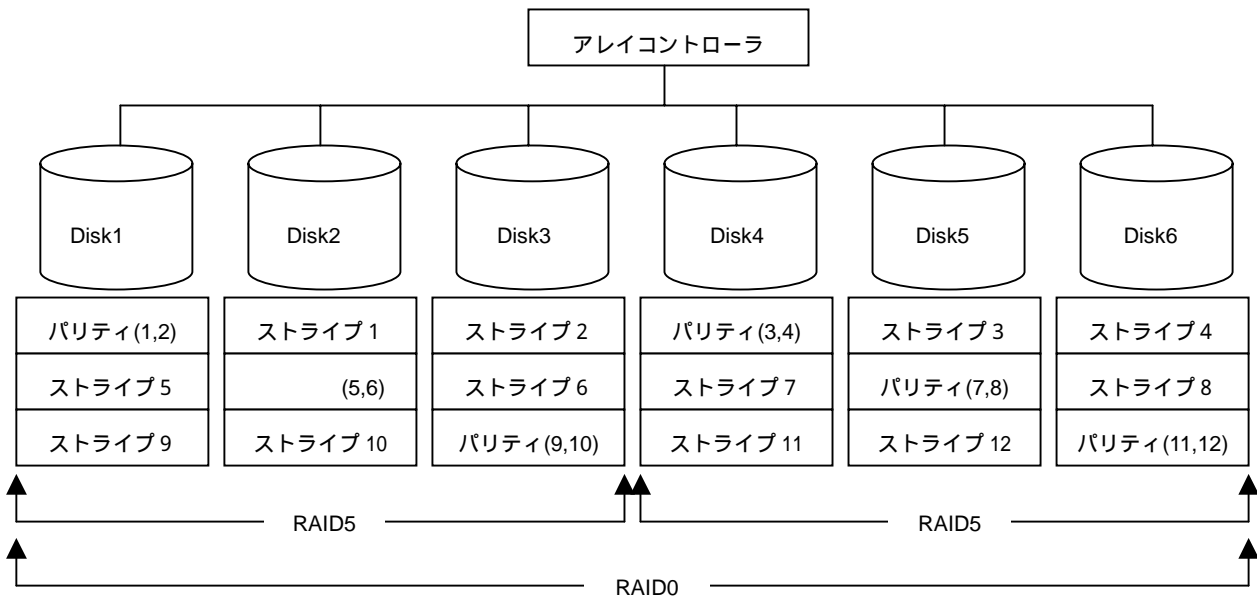 アレイコントローラ
Disk1 Disk2 Disk3 Disk4 Disk5 Disk6
パリティ(1,2) ストライプ1 ストライプ2 パリティ(3,4) ストライプ3 ストライプ4
ストライプ5 (5,6) ストライプ6 ストライプ7 パリティ(7,8) ストライプ8
ストライプ9 ストライプ10 パリティ(9,10) ストライプ11 ストライプ12 パリティ(11,12)
RAID5 RAID5
RAID0